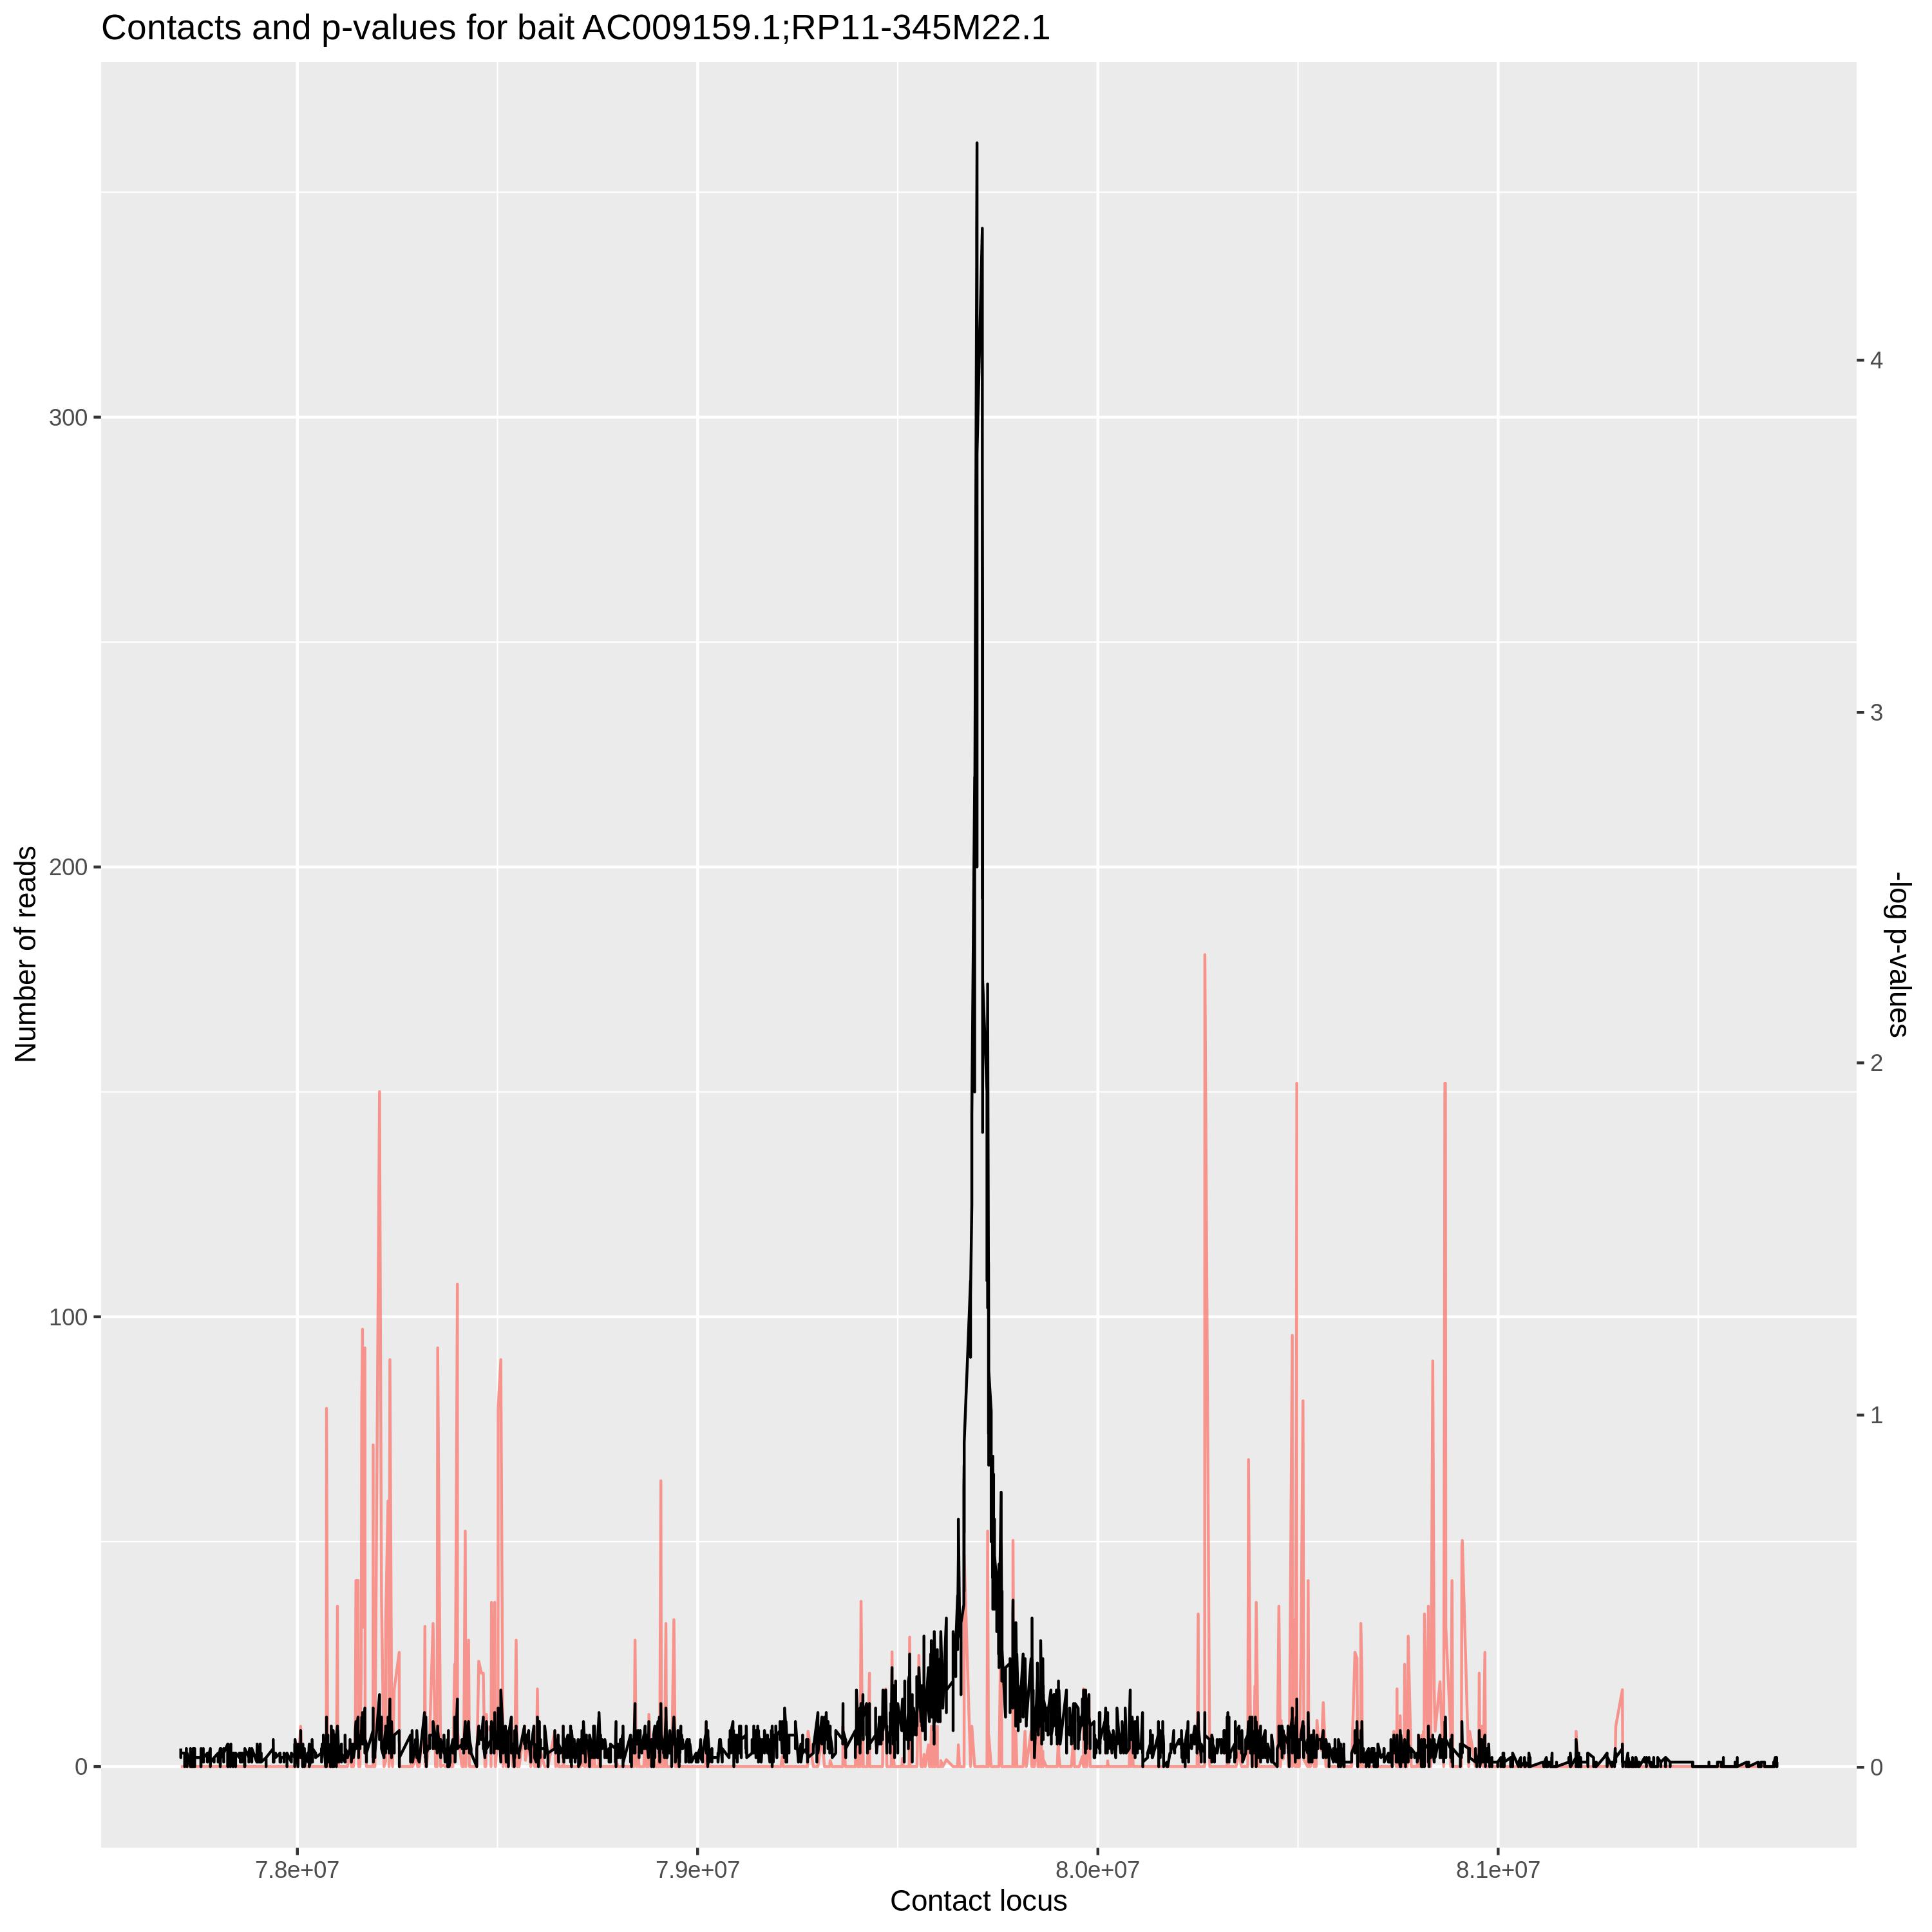 Contacts and p-values for bait AC009159.1;RP11-345M22.1
300
200
100
0
Number of reads
4
3
2
1
0
-log p-values
7.8e+07
7.9e+07
8.0e+07
8.1e+07
Contact locus